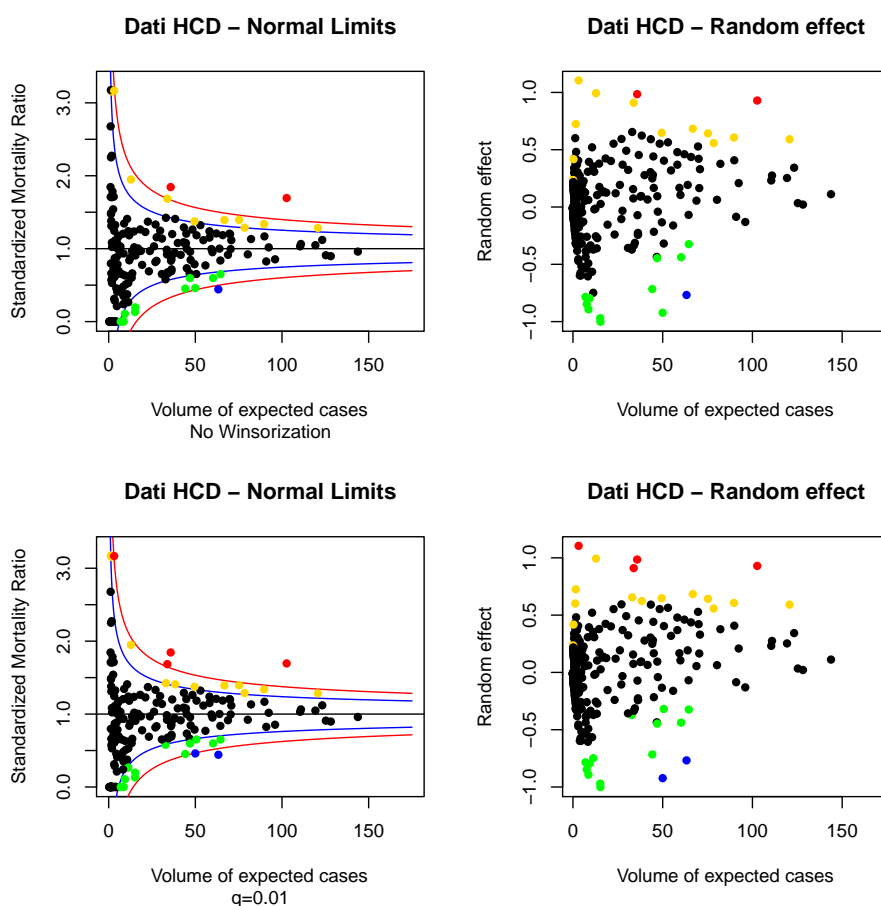 Dati HCD – Normal Limits
Standardized Mortality Ratio
0.0 1.0 2.0 3.0
0 50 100 150
Volume of expected cases
No Winsorization
Dati HCD – Random effect
Random effect
−1.0 −0.5 0.0 0.5 1.0
0 50 100 150
Volume of expected cases
Dati HCD – Normal Limits
Standardized Mortality Ratio
0.0 1.0 2.0 3.0
0 50 100 150
Volume of expected cases
q=0.01
Dati HCD – Random effect
Random effect
−1.0 −0.5 0.0 0.5 1.0
0 50 100 150
Volume of expected cases